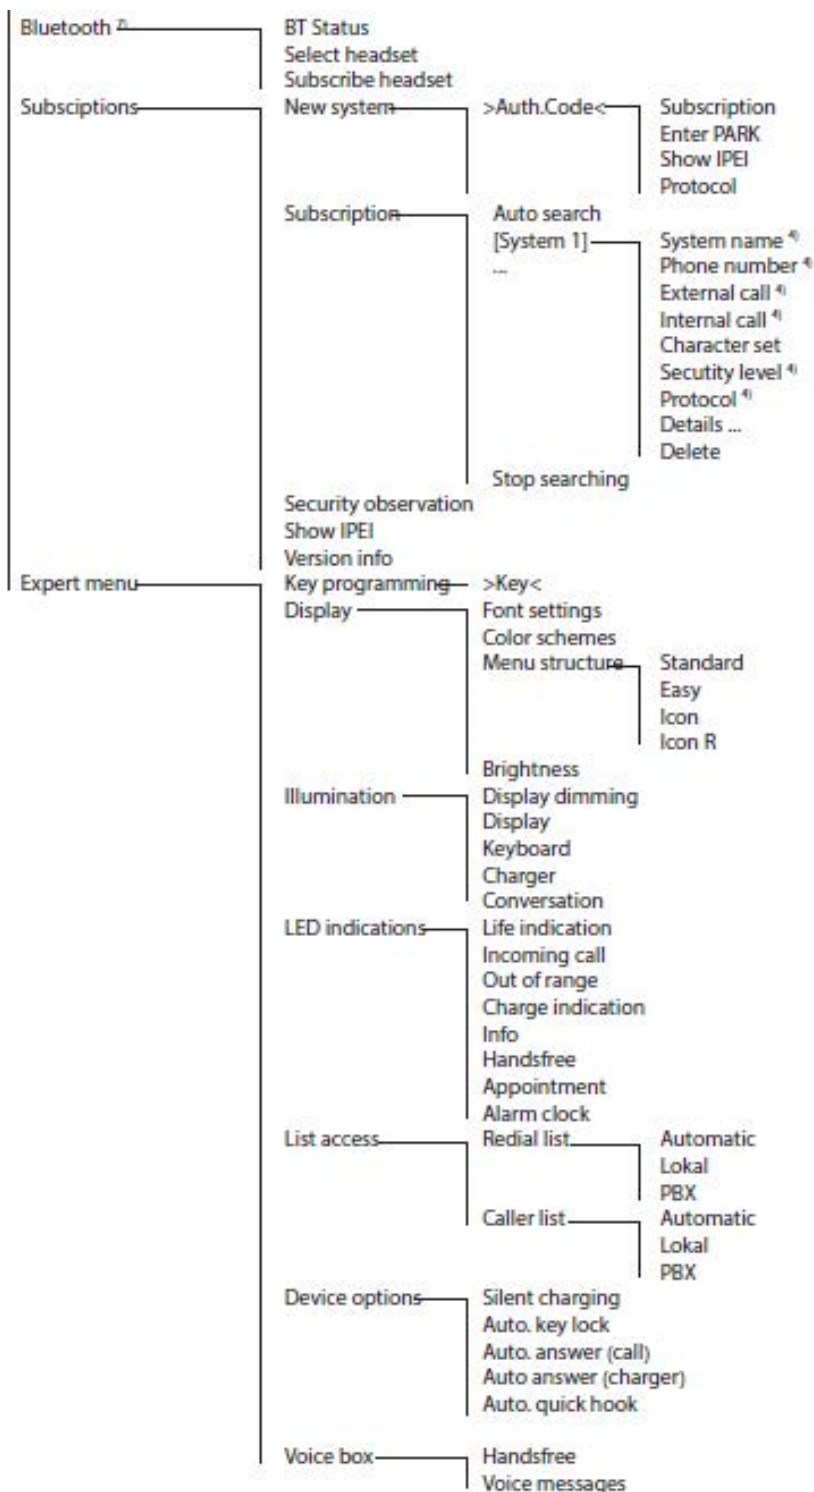 Bluetooth 7) BT Status
Select headset
Subscribe headset
Subsciptions New system >Auth.Code< Subscription
Enter PARK
Show IPEI
Protocol
Subscription Auto search
[System 1] System name 4)
... Phone number 4)
External call 4)
Internal call 4)
Character set
Secutity level 4)
Protocol 4)
Details ...
Delete
Stop searching
Security observation
Show IPEI
Version info
Expert menu Key programming >Key<
Display Font settings
Color schemes
Menu structure Standard
Easy
Icon
Icon R
Brightness
Illumination Display dimming
Display
Keyboard
Charger
Conversation
LED indications Life indication
Incoming call
Out of range
Charge indication
Info
Handsfree
Appointment
Alarm clock
List access Redial list Automatic
Lokal
PBX
Caller list Automatic
Lokal
PBX
Device options Silent charging
Auto. key lock
Auto. answer (call)
Auto answer (charger)
Auto. quick hook
Voice box Handsfree
Voice messages